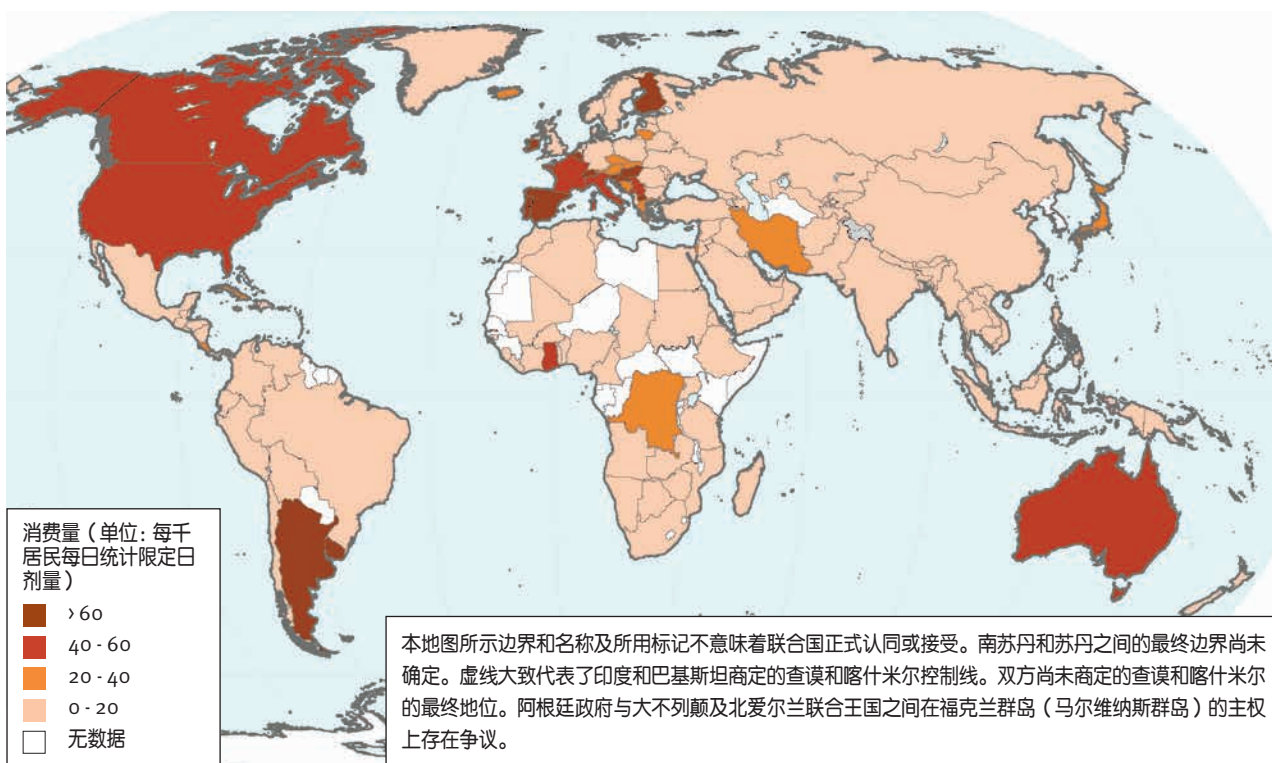 消费量（单位：每千
居民每日统计限定日
剂量）
>60
40 - 60
20 - 40
0 - 20
无数据
本地图所示边界和名称及所用标记不意味着联合国正式认同或接受。南苏丹和苏丹之间的最终边界尚未
确定。虚线大致代表了印度和巴基斯坦商定的查谟和喀什米尔控制线。双方尚未商定的查谟和喀什米尔
的最终地位。阿根廷政府与大不列颠及北爱尔兰联合王国之间在福克兰群岛（马尔维纳斯群岛）的主权
上存在争议。